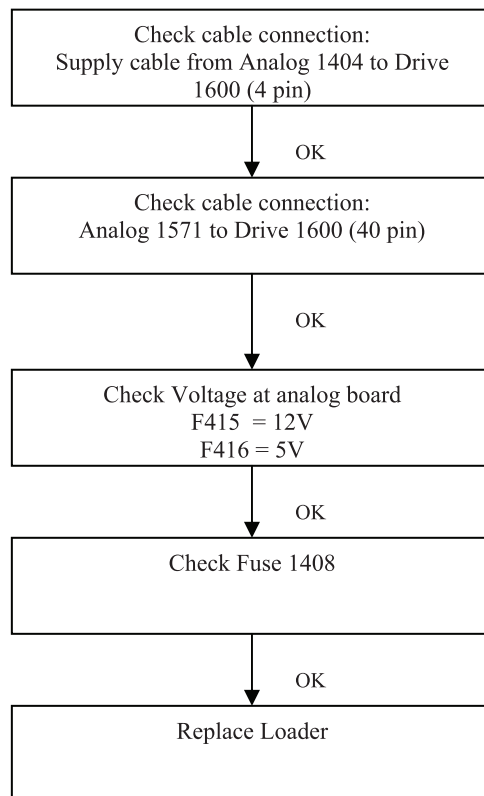 Check cable connection:
Supply cable from Analog 1404 to Drive
1600 (4 pin)
OK
Check cable connection:
Analog 1571 to Drive 1600 (40 pin)
OK
Check Voltage at analog board
F415  = 12V
F416 = 5V
OK
Check Fuse 1408
OK
Replace Loader